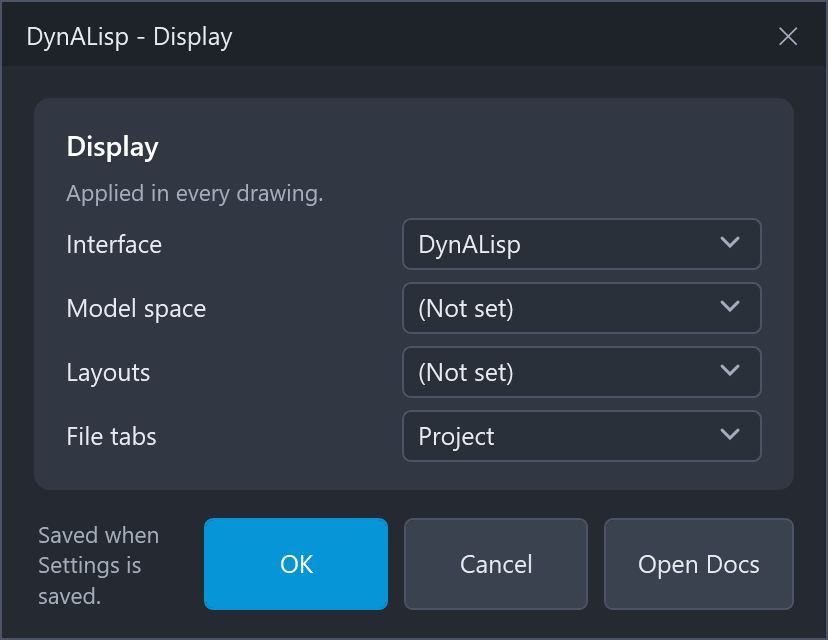 DynALisp - Display
Display
Applied in every drawing.
Interface
DynALisp
Model space
(Not set)
Layouts
(Not set)
File tabs
Project
Saved when
Settings is
saved.
OK
Cancel
Open Docs